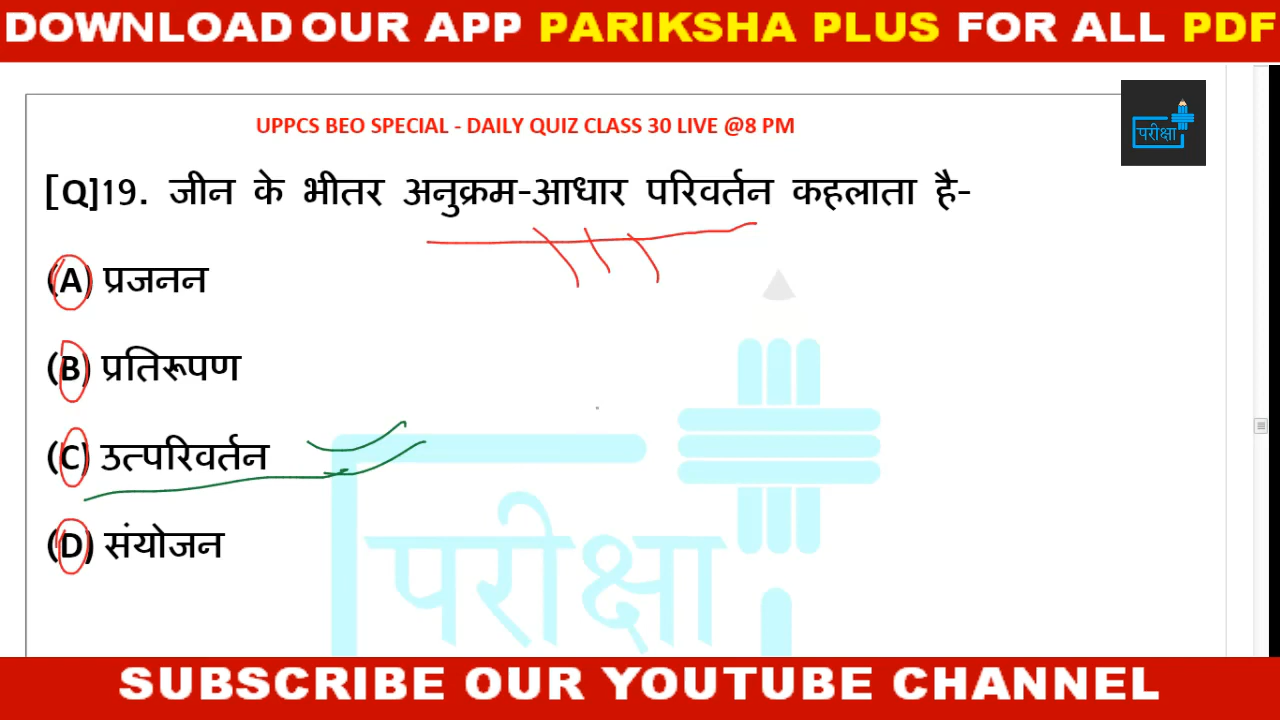 DOWNLOAD OUR APP PARIKSHA PLUS FOR ALL PDF
UPPCS BEO SPECIAL - DAILY QUIZ CLASS 30 LIVE @8 PM
परीक्षा
[Q]19. जीन के भीतर अनुक्रम-आधार परिवर्तन कहलाता है-
(A) प्रजनन
(B) प्रतिरूपण
(C) उत्परिवर्तन
(D) संयोजन
परीक्षा
SUBSCRIBE OUR YOUTUBE CHANNEL